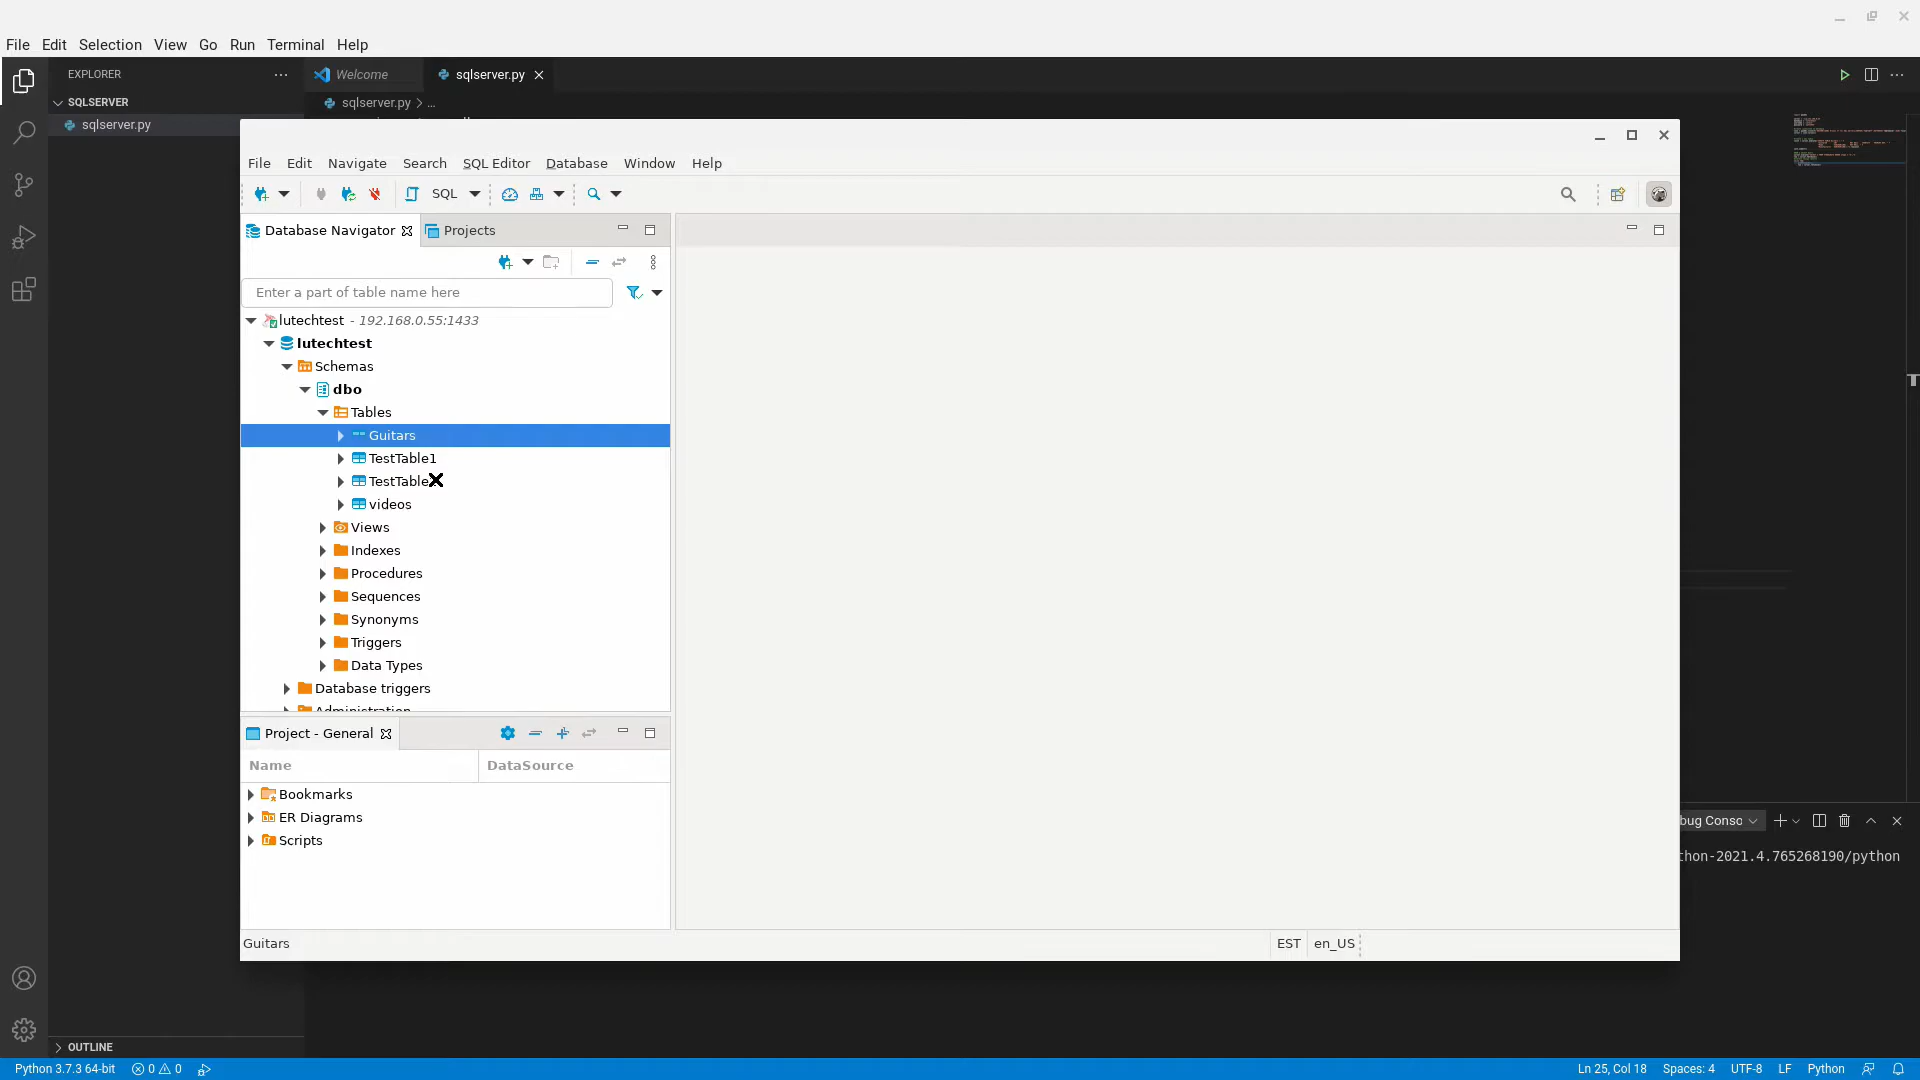 File Edit Selection View Go Run Terminal Help
EXPLORER
Welcome
sqlserver.py
SQLSERVER
sqlserver.py > ...
sqlserver.py
File Edit Navigate Search SQL Editor Database Window Help
SQL
Database Navigator
Projects
Enter a part of table name here
lutechtest - 192.168.0.55:1433
lutechtest
Schemas
dbo
Tables
Guitars
TestTable1
TestTable
videos
Views
Indexes
Procedures
Sequences
Synonyms
Triggers
Data Types
Database triggers
Administration
Project - General
Name DataSource
Bookmarks
ER Diagrams
Scripts
bug Conso
thon-2021.4.765268190/python
Guitars
EST en_US
OUTLINE
Python 3.7.3 64-bit 0 0
Ln 25, Col 18 Spaces: 4 UTF-8 LF Python